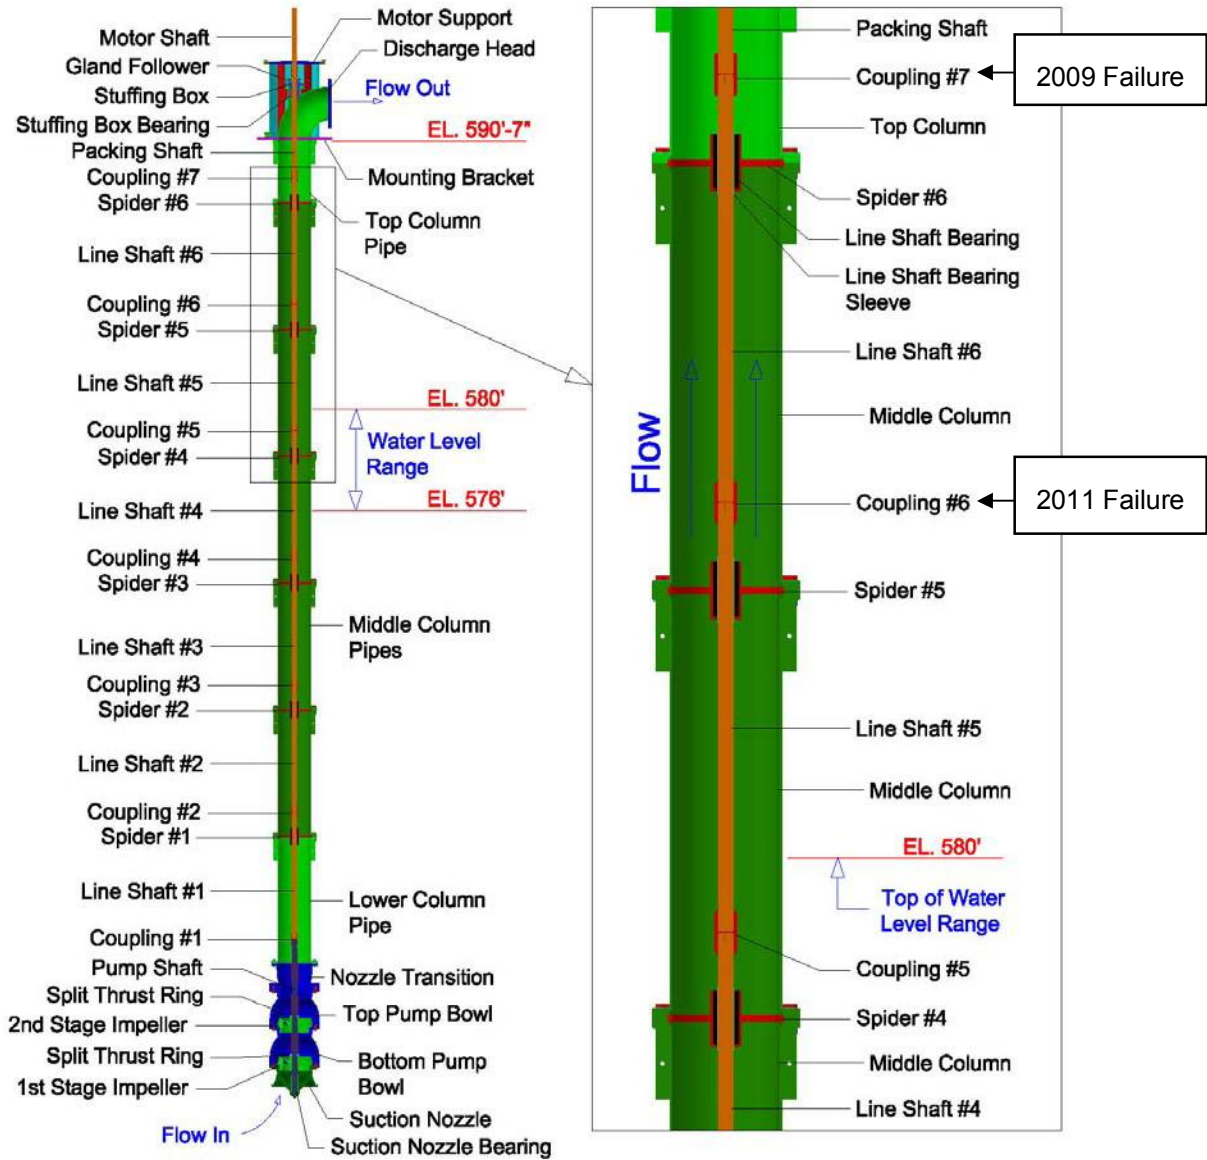 Motor Shaft
Gland Follower
Stuffing Box
Stuffing Box Bearing
Packing Shaft
Coupling #7
Spider #6
Line Shaft #6
Coupling #6
Spider #5
Line Shaft #5
Coupling #5
Spider #4
Line Shaft #4
Coupling #4
Spider #3
Line Shaft #3
Coupling #3
Spider #2
Line Shaft #2
Coupling #2
Spider #1
Line Shaft #1
Coupling #1
Pump Shaft
Split Thrust Ring
2nd Stage Impeller
Split Thrust Ring
1st Stage Impeller
Flow In
Motor Support
Discharge Head
Flow Out
EL. 590'-7"
Mounting Bracket
Top Column
Pipe
EL. 580'
Water Level
Range
EL. 576'
Middle Column
Pipes
Lower Column
Pipe
Nozzle Transition
Top Pump Bowl
Bottom Pump
Bowl
Suction Nozzle
Suction Nozzle Bearing
Flow
Packing Shaft
Coupling #7
2009 Failure
Top Column
Spider #6
Line Shaft Bearing
Line Shaft Bearing
Sleeve
Line Shaft #6
Middle Column
Coupling #6
2011 Failure
Spider #5
Line Shaft #5
Middle Column
EL. 580'
Top of Water
Level Range
Coupling #5
Spider #4
Middle Column
Line Shaft #4